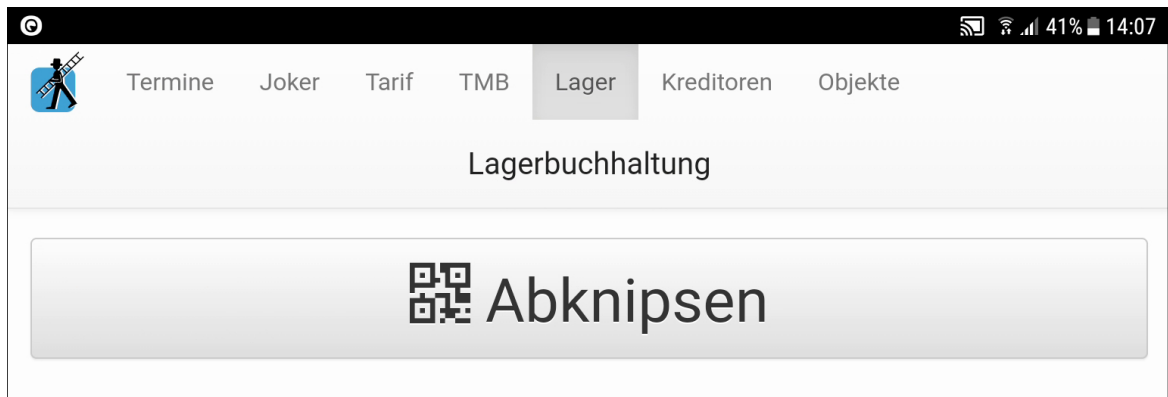 41% 14:07
Termine Joker Tarif TMB Lager Kreditoren Objekte
Lagerbuchhaltung
Abknipsen